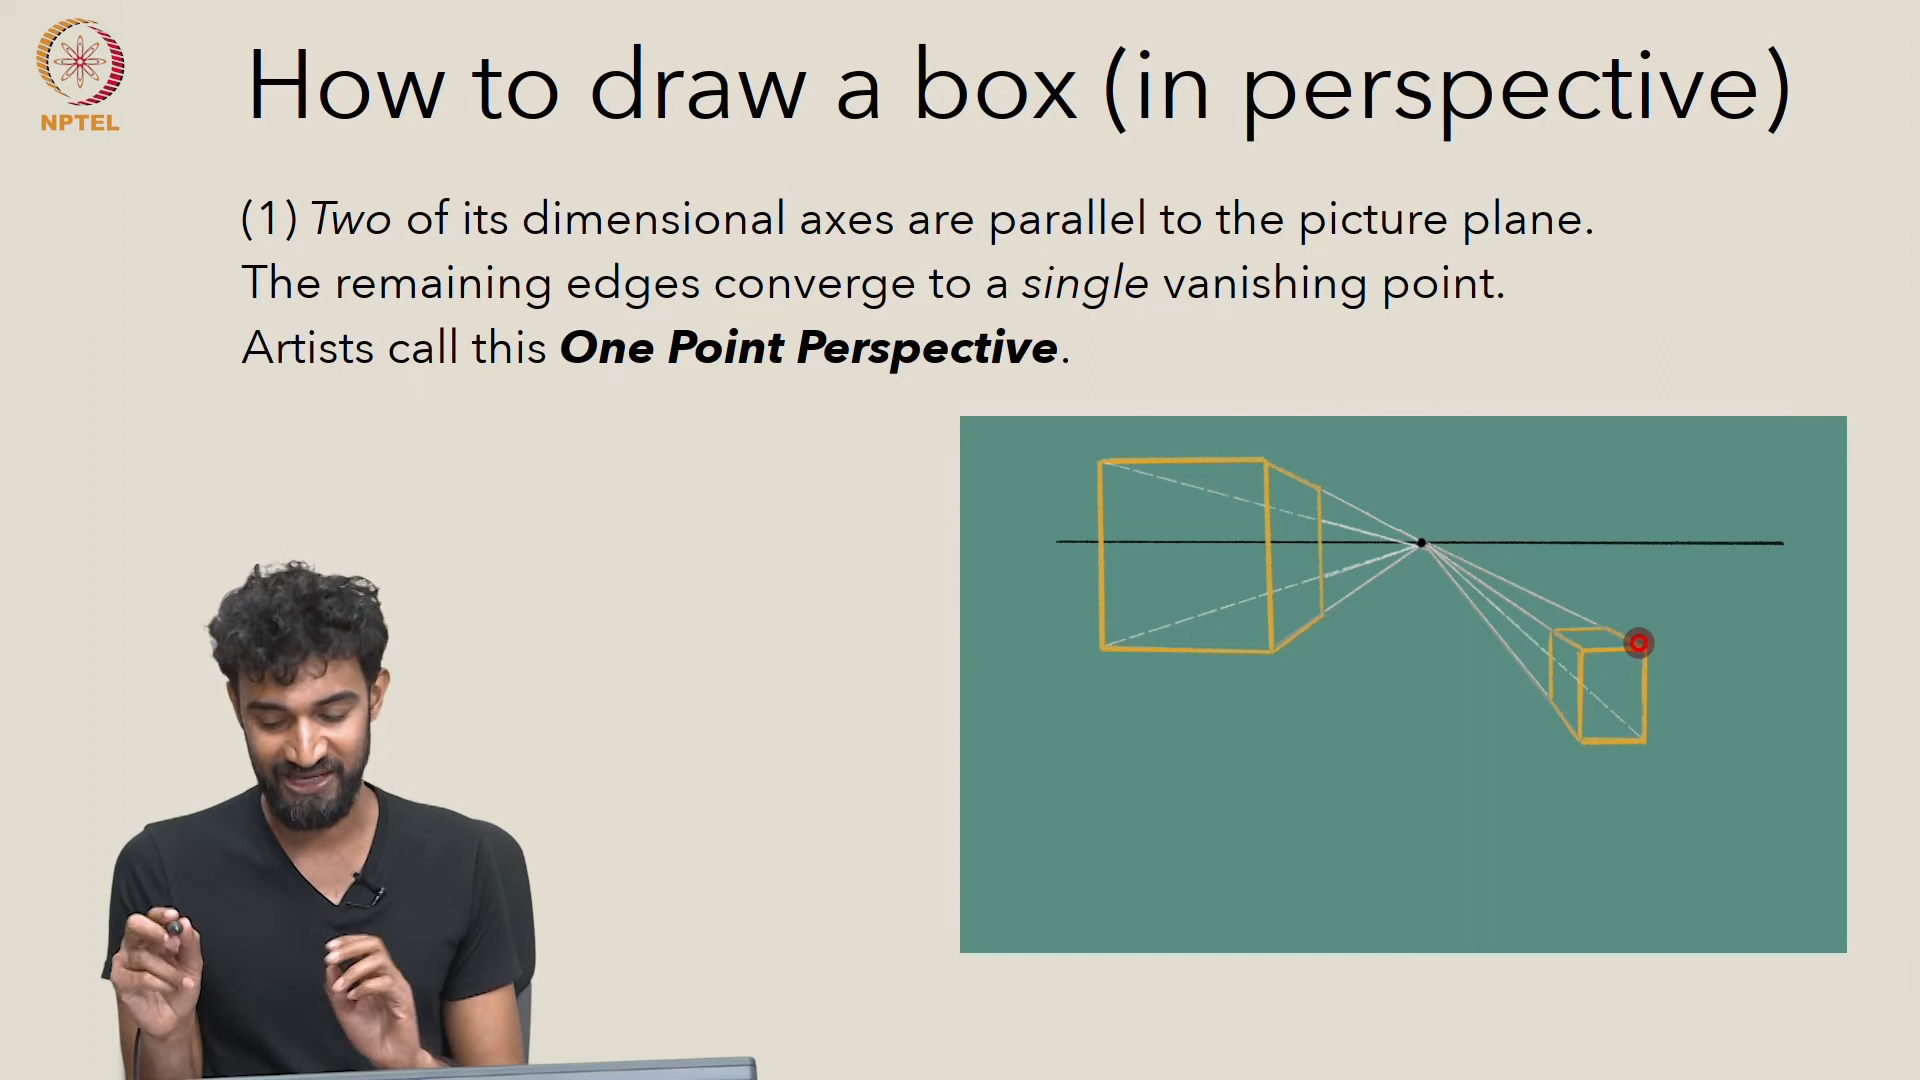 NPTEL
How to draw a box (in perspective)
(1) Two of its dimensional axes are parallel to the picture plane.
The remaining edges converge to a single vanishing point.
Artists call this One Point Perspective.